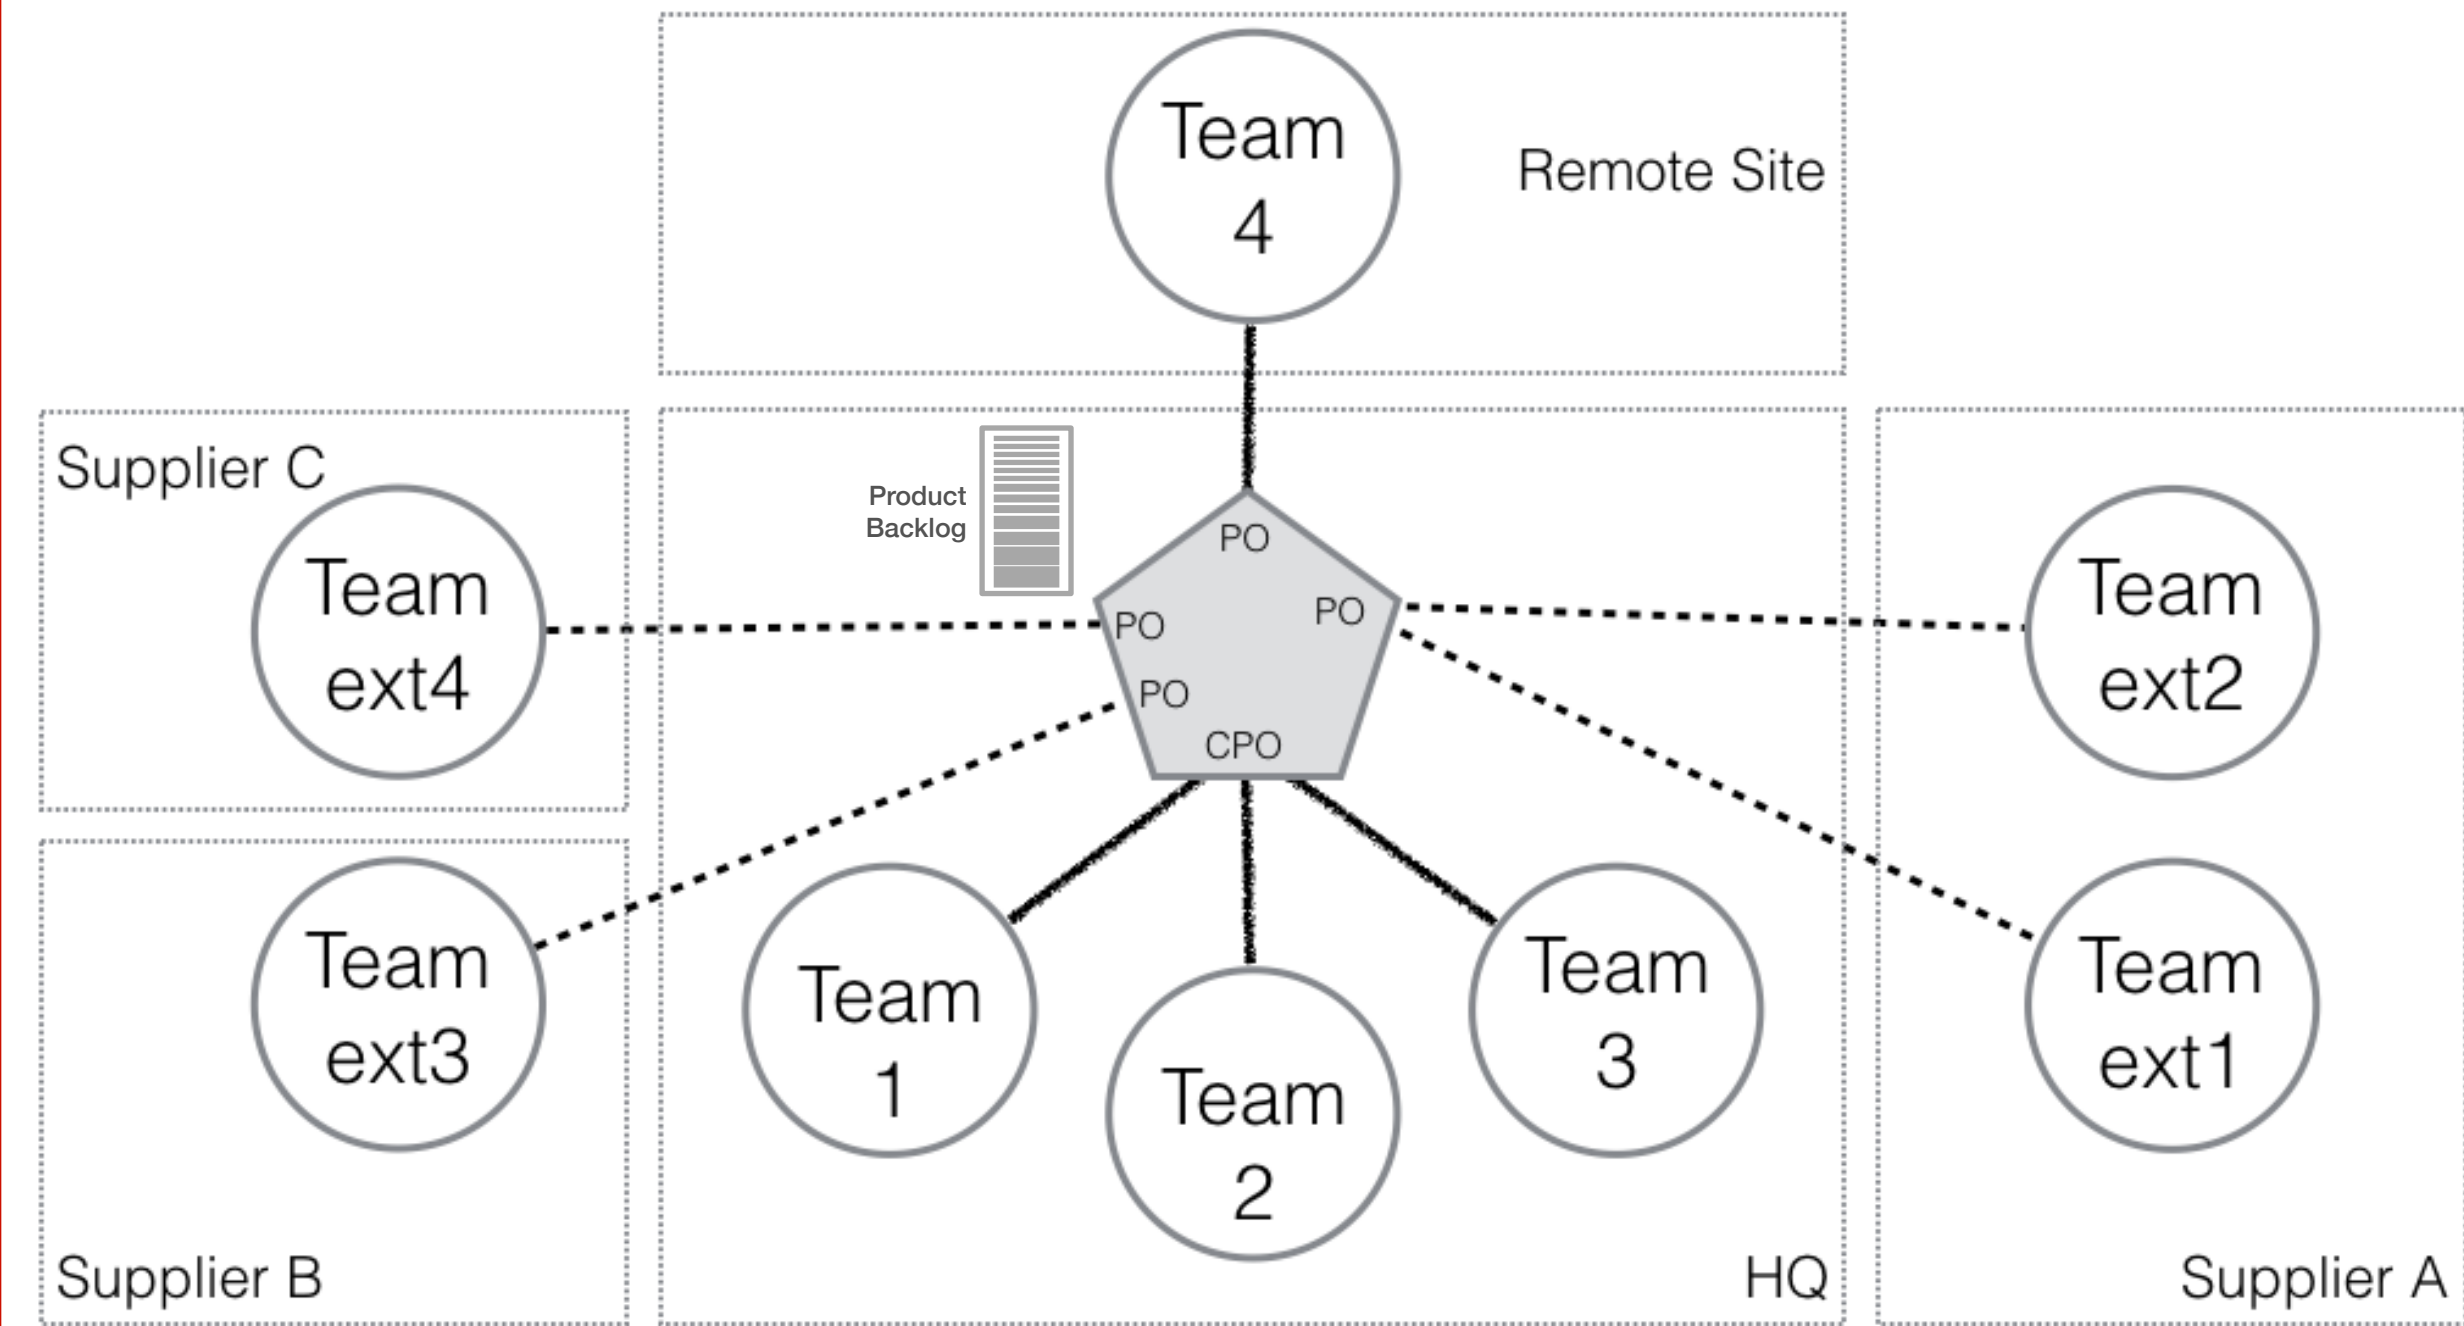 Team
4
Remote Site
Supplier C
Product
Backlog
PO
PO
PO
PO
CPO
Team
ext4
Team
ext2
Team
ext3
Team
1
Team
2
Team
3
Team
ext1
Supplier B
HQ
Supplier A